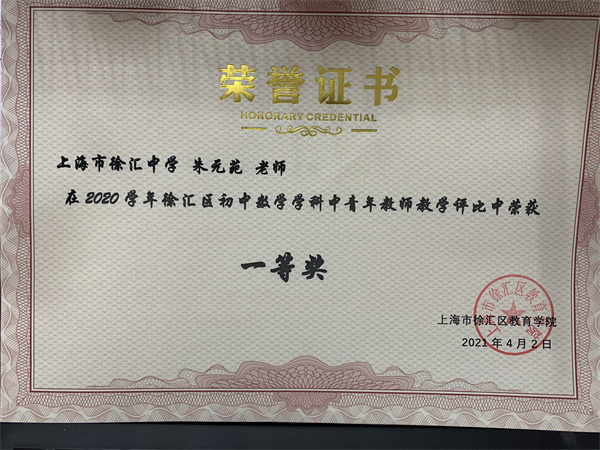 荣誉证书
HONORARY CREDENTIAL
上海市徐汇中学 朱元苑 老师
在2020学年徐汇区初中数学学科中青年教师教学评比中荣获
一等奖
上海市徐汇区教育学院
2021年4月2日